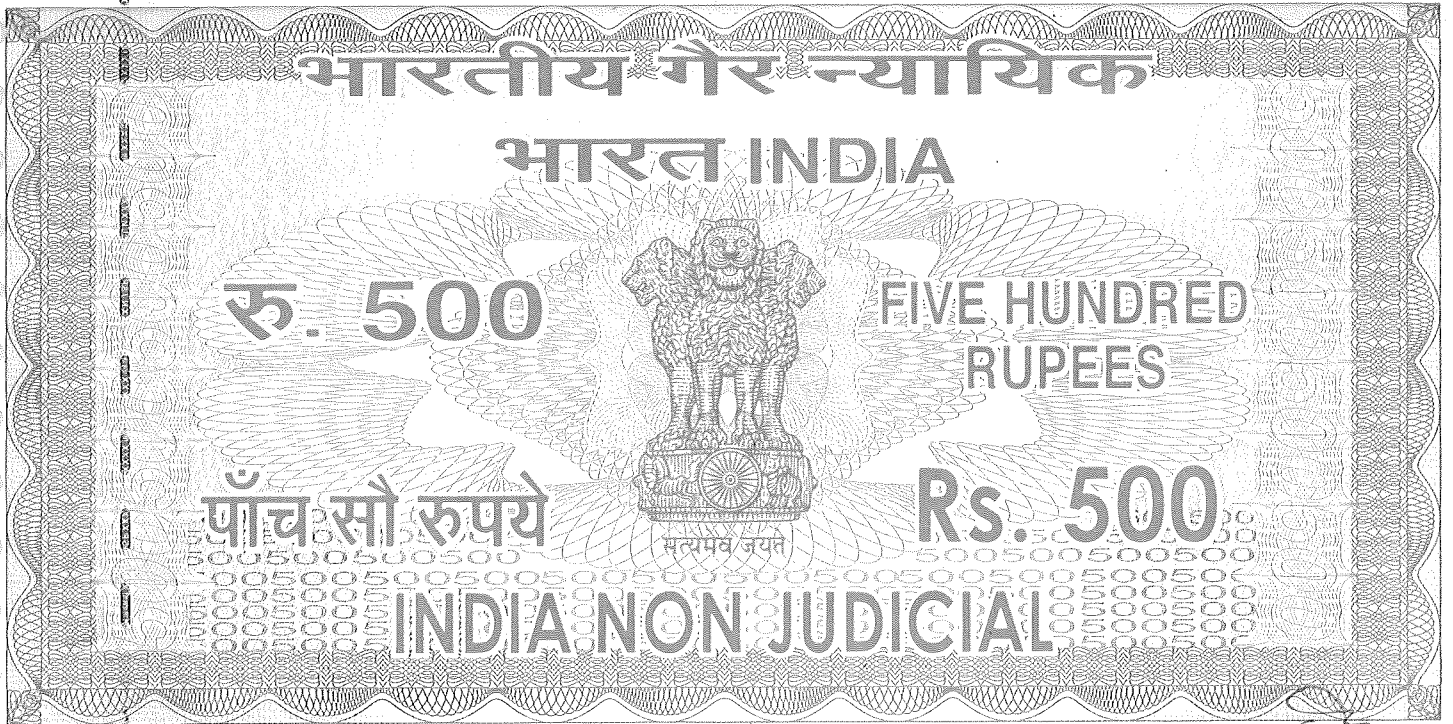 भारतीय गैर न्यायिक
भारत INDIA
रु. 500
FIVE HUNDRED
RUPEES
पाँच सौ रुपये
Rs. 500
सत्यमेव जयते
INDIA NON JUDICIAL